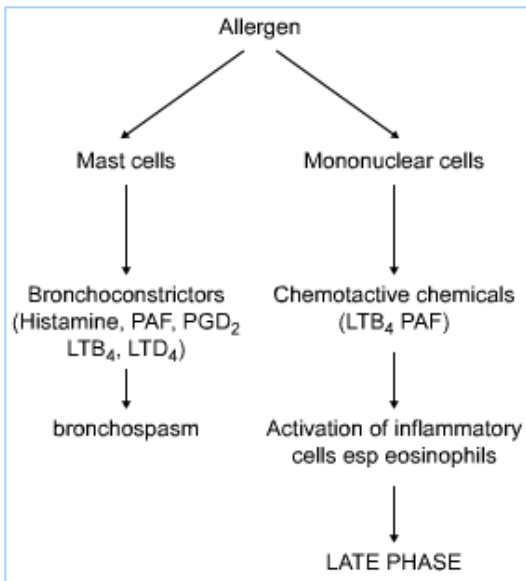 Allergen
Mast cells
Mononuclear cells
Bronchoconstrictors
(Histamine, PAF, PGD₂
LTB₄, LTD₄)
Chemotactive chemicals
(LTB₄ PAF)
bronchospasm
Activation of inflammatory
cells esp eosinophils
LATE PHASE